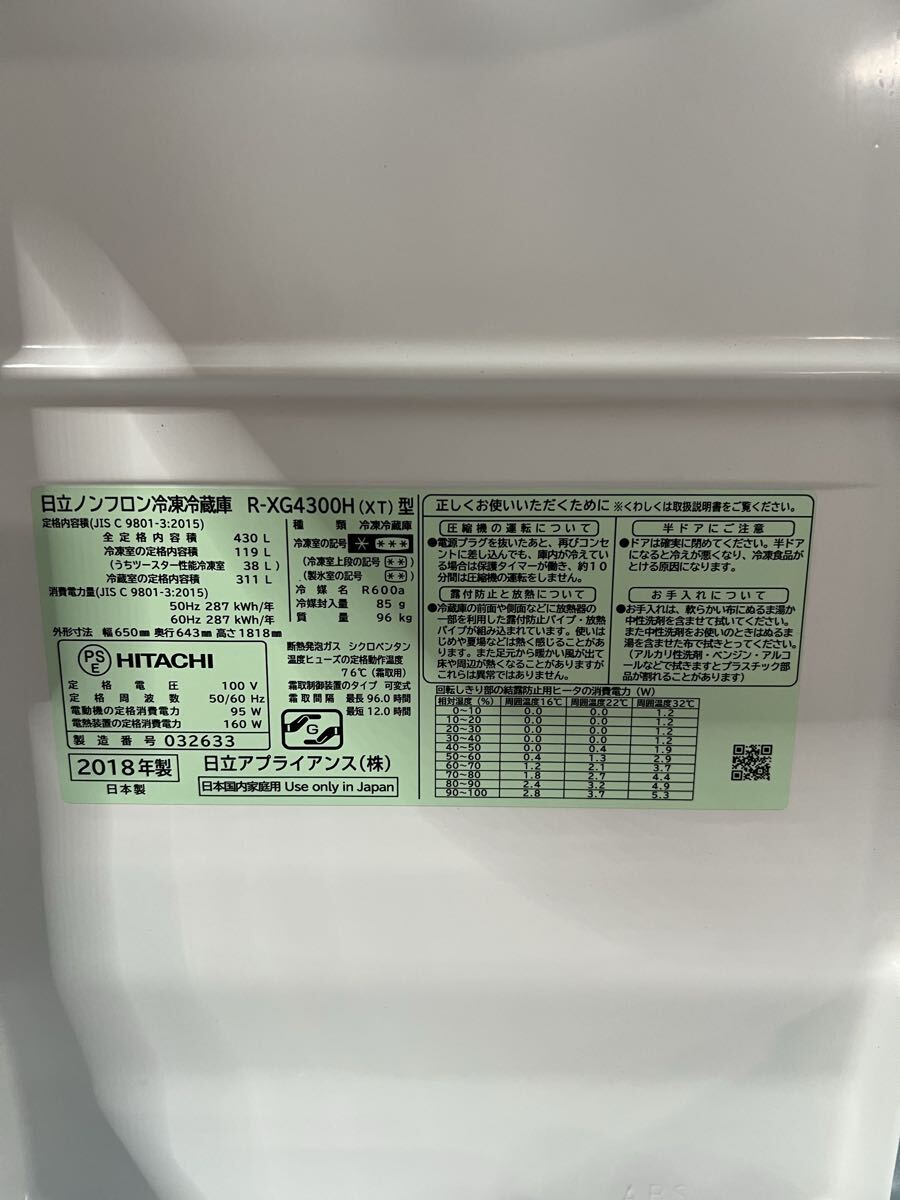 日立ノンフロン冷凍冷蔵庫 R-XG4300H(XT)型
定格内容積(JIS C 9801-3:2015)
全定格内容積 430 L
冷凍室の定格内容積 119 L
(うちツースター性能冷凍室 38 L)
冷蔵室の定格内容積 311 L
消費電力量(JIS C 9801-3:2015)
50Hz 287 kWh/年
60Hz 287 kWh/年
外形寸法 幅650mm 奥行643mm 高さ1818mm
種類 冷凍冷蔵庫
冷凍室の記号 * ***
(冷凍室上段の記号 **)
(製氷室の記号 **)
冷媒名 R600a
冷媒封入量 85 g
質量 96 kg
PS
E
HITACHI
定格電圧 100 V
定格周波数 50/60 Hz
電動機の定格消費電力 95 W
電熱装置の定格消費電力 160 W
製造番号 032633
断熱発泡ガス シクロペンタン
温度ヒューズの定格動作温度
76℃(霜取用)
霜取制御装置のタイプ 可変式
霜取間隔 最長 96.0 時間
最短 12.0 時間
G
2018年製
日本製
日立アプライアンス(株)
日本国内家庭用 Use only in Japan
正しくお使いいただくために ※くわしくは取扱説明書をご覧ください。
圧縮機の運転について
●電源プラグを抜いたあと、再びコンセ
ントに差し込んでも、庫内が冷えてい
る場合は保護タイマーが働き、約10
分間は圧縮機の運転をしません。
露付防止と放熱について
●冷蔵庫の前面や側面などに放熱器の
一部を利用した露付防止パイプ・放熱
パイプが組み込まれています。使いは
じめや夏場などは熱く感じることがあ
ります。また足元から暖かい風が出て
床や周辺が熱くなることがありますが
これらは異常ではありません。
半ドアにご注意
●ドアは確実に閉めてください。半ドア
になると冷えが悪くなり、冷凍食品が
とける原因になります。
お手入れについて
●お手入れは、軟らかい布にぬるま湯か
中性洗剤を含ませて拭いてください。
また中性洗剤をお使いのときはぬるま
湯を含ませた布で拭きとってください。
(アルカリ性洗剤・ベンジン・アルコ
ールなどで拭きますとプラスチック部
品が割れることがあります)
回転しきり部の結露防止用ヒータの消費電力(W)
相対湿度(%) 周囲温度16℃ 周囲温度22℃ 周囲温度32℃
0~10 0.0 0.0 1.2
10~20 0.0 0.0 1.2
20~30 0.0 0.0 1.2
30~40 0.0 0.0 1.2
40~50 0.0 0.4 1.9
50~60 0.4 1.3 2.9
60~70 1.2 2.1 3.7
70~80 1.8 2.7 4.4
80~90 2.4 3.2 4.9
90~100 2.8 3.7 5.3